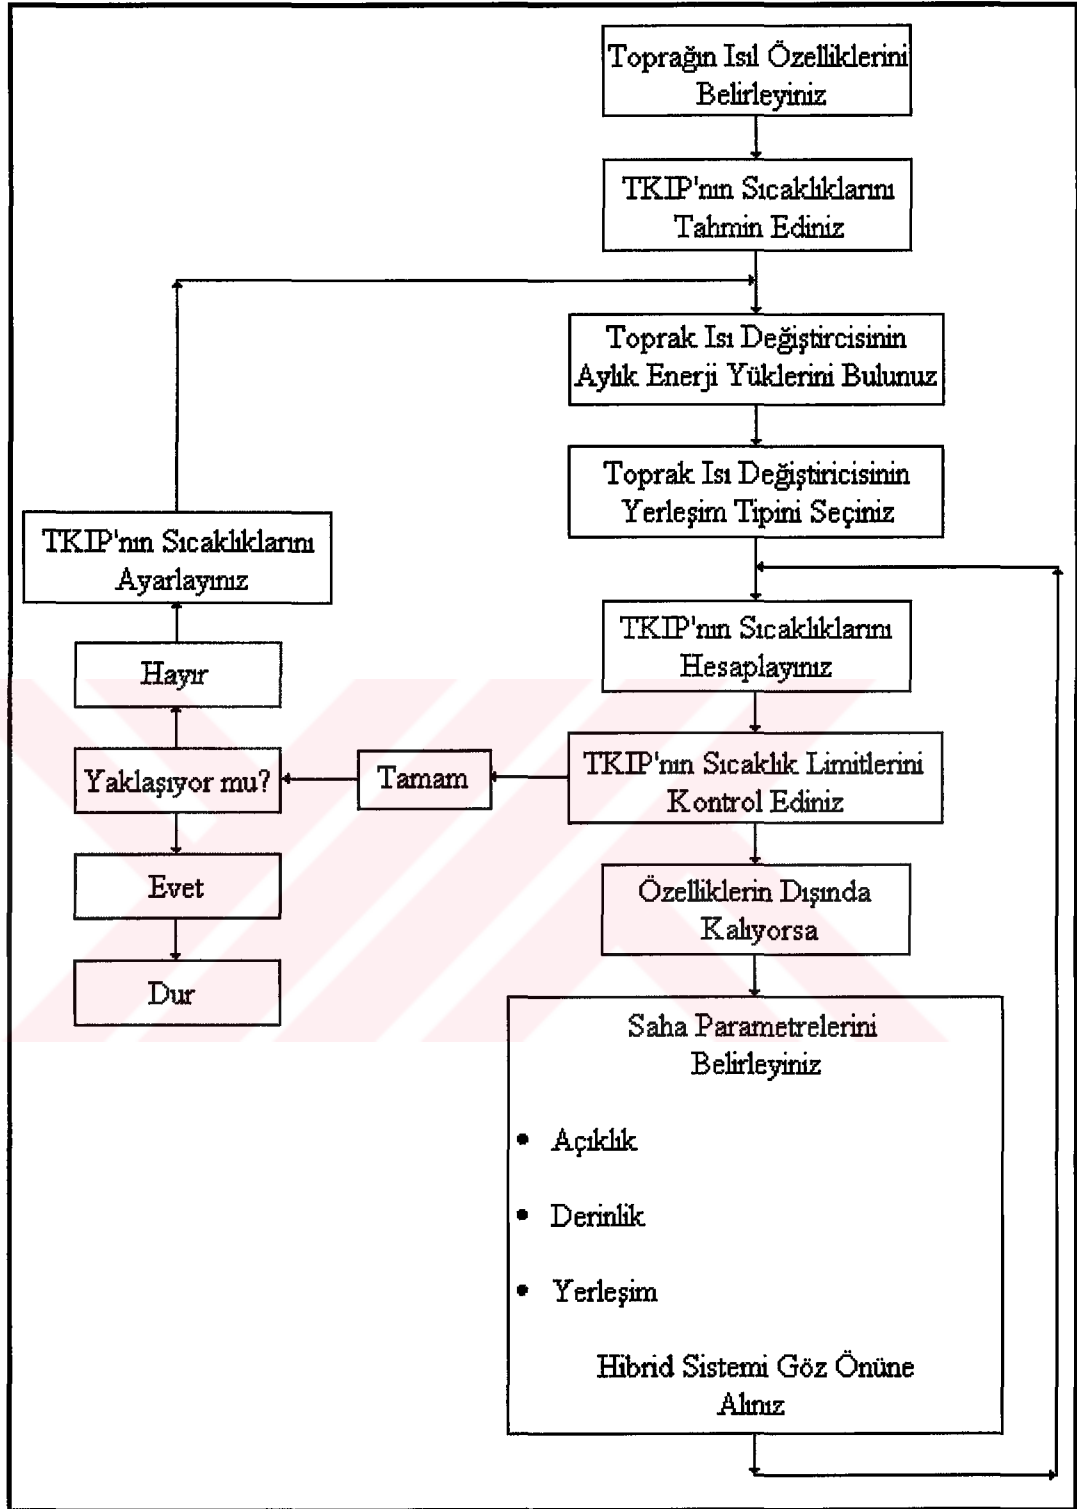 Toprağın Isıl Özelliklerini
Belirleyiniz
TKIP'nın Sıcaklıklarını
Tahmin Ediniz
Toprak Isı Değiştircisinin
Aylık Enerji Yüklerini Bulunuz
Toprak Isı Değiştiricisinin
Yerleşim Tipini Seçiniz
TKIP'nın Sıcaklıklarını
Ayarlayınız
TKIP'nın Sıcaklıklarını
Hesaplayınız
Hayır
Yaklaşıyor mu?
Tamam
TKIP'nın Sıcaklık Limitlerini
Kontrol Ediniz
Evet
Özelliklerin Dışında
Kalıyorsa
Dur
Saha Parametrelerini
Belirleyiniz
• Açıklık
• Derinlik
• Yerleşim
Hibrid Sistemi Göz Önüne
Alınız